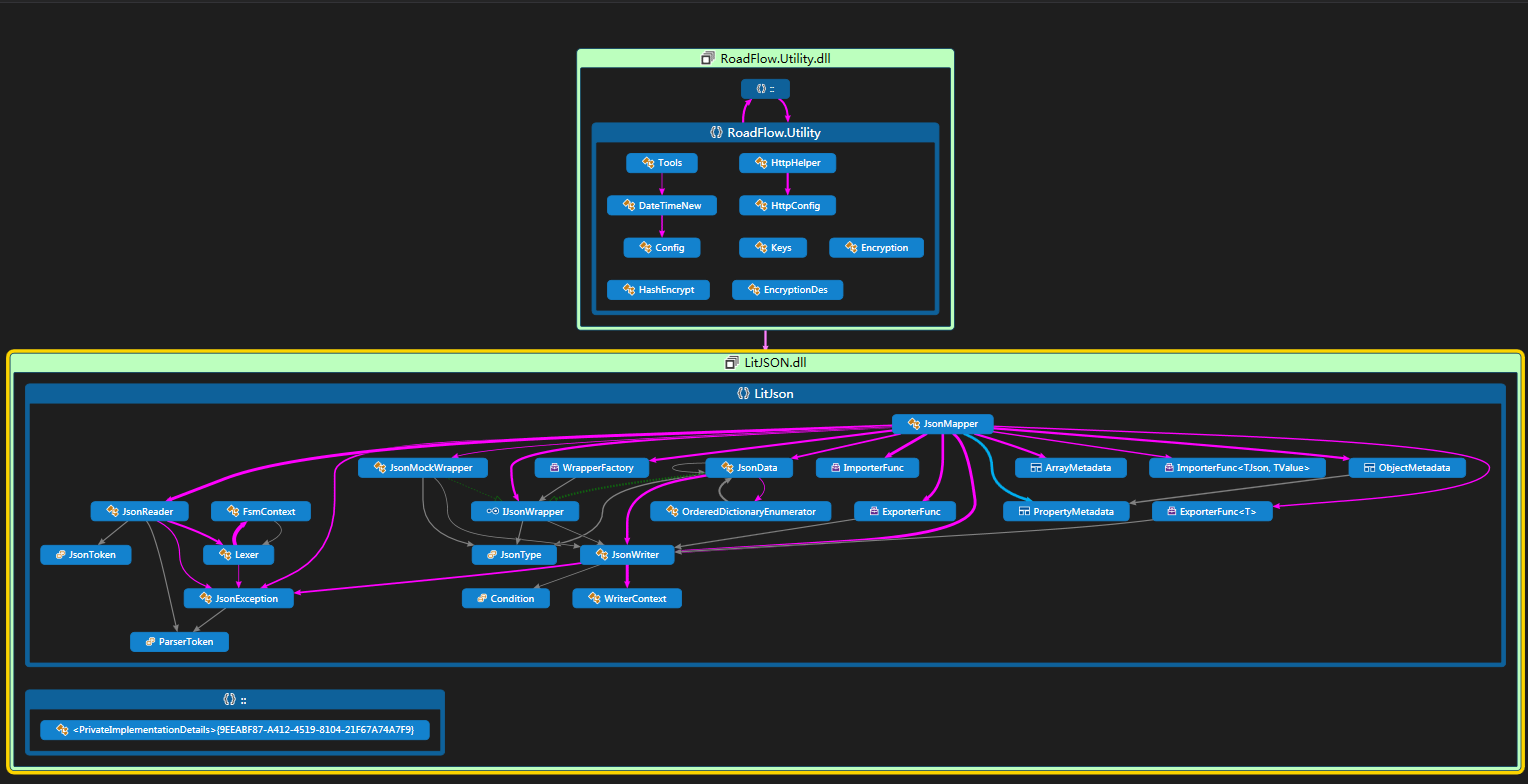 RoadFlow.Utility.dll
{} ::
{} RoadFlow.Utility
Tools
HttpHelper
DateTimeNew
HttpConfig
Config
Keys
Encryption
HashEncrypt
EncryptionDes
LitJSON.dll
{} LitJson
JsonMapper
JsonMockWrapper
WrapperFactory
JsonData
ImporterFunc
ArrayMetadata
ImporterFunc<TJson, TValue>
ObjectMetadata
JsonReader
FsmContext
IJsonWrapper
OrderedDictionaryEnumerator
ExporterFunc
PropertyMetadata
ExporterFunc<T>
JsonToken
Lexer
JsonType
JsonWriter
JsonException
Condition
WriterContext
ParserToken
{} ::
<PrivateImplementationDetails>{9EEABF87-A412-4519-8104-21F67A74A7F9}